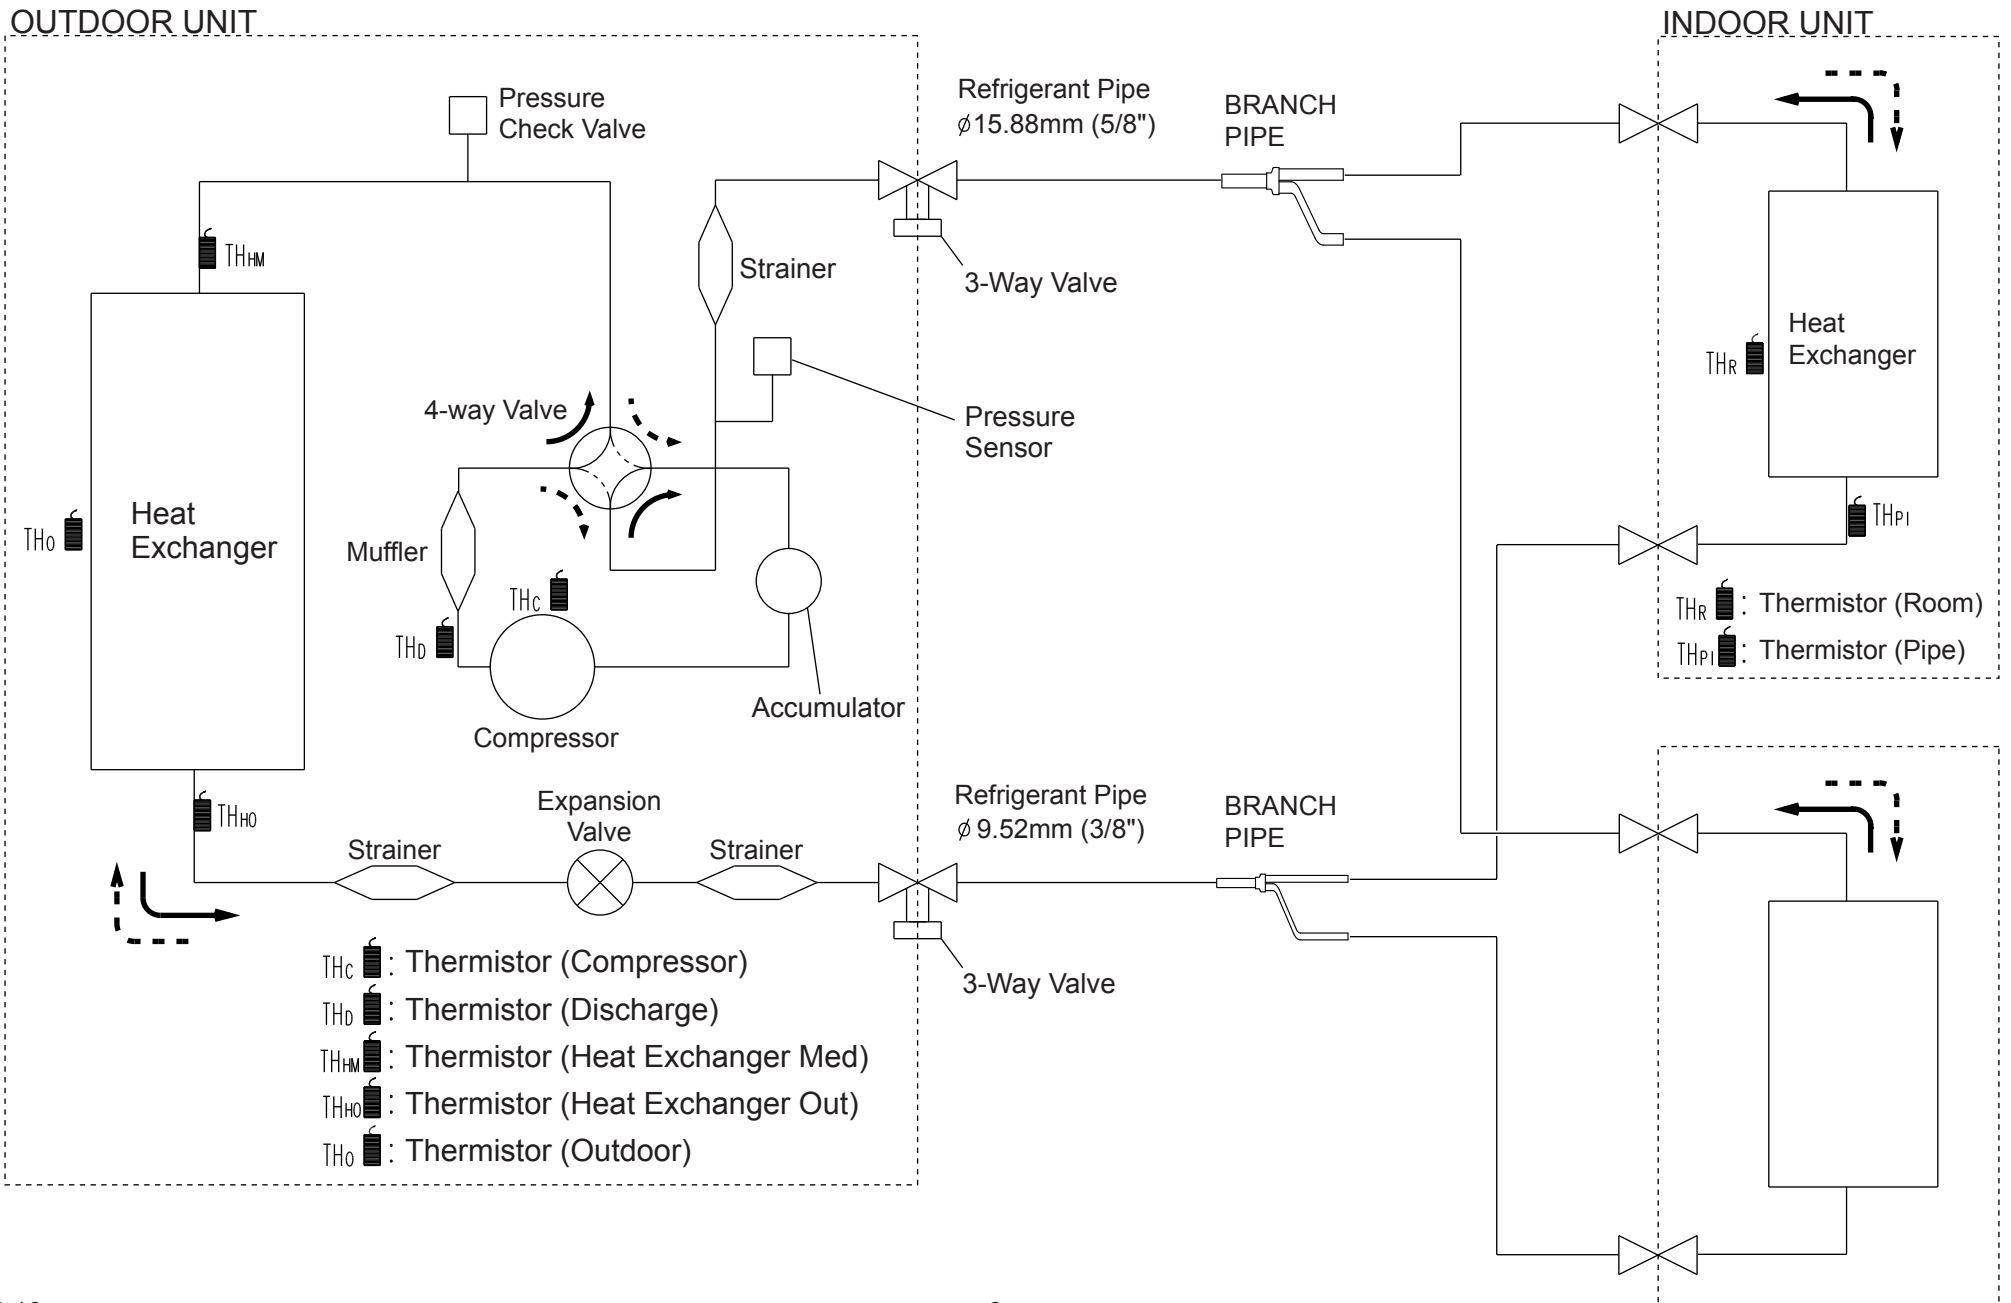 OUTDOOR UNIT
INDOOR UNIT
Pressure
Check Valve
Refrigerant Pipe
ø15.88mm (5/8")
BRANCH
PIPE
THHM
Strainer
3-Way Valve
Heat
Exchanger
THR
4-way Valve
Pressure
Sensor
THO
Heat
Exchanger
Muffler
THPI
THC
THD
THR : Thermistor (Room)
THPI : Thermistor (Pipe)
Accumulator
Compressor
THHO
Expansion
Valve
Strainer
Strainer
Refrigerant Pipe
ø 9.52mm (3/8")
BRANCH
PIPE
3-Way Valve
THC : Thermistor (Compressor)
THD : Thermistor (Discharge)
THHM : Thermistor (Heat Exchanger Med)
THHO : Thermistor (Heat Exchanger Out)
THO : Thermistor (Outdoor)